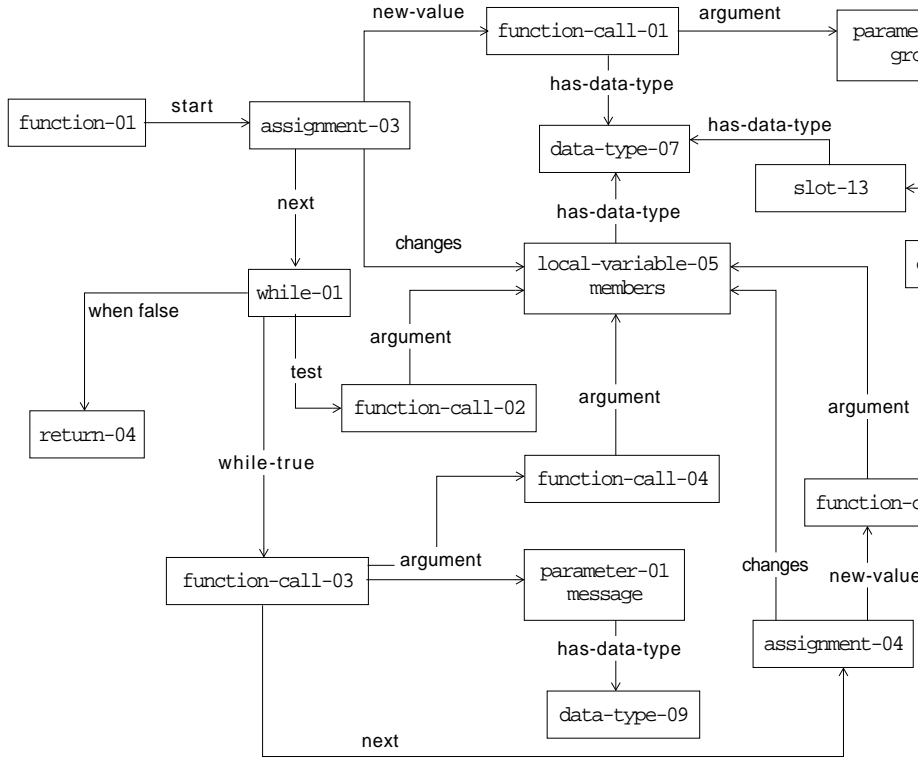 new-value
function-call-01
argument
start
has-data-type
function-01
assignment-03
has-data-type
data-type-07
slot-13
next
has-data-type
changes
local-variable-05
members
while-01
when false
argument
test
argument
argument
function-call-02
return-04
while-true
function-call-04
argument
parameter-01
message
function-call-03
changes
new-value
has-data-type
assignment-04
data-type-09
next